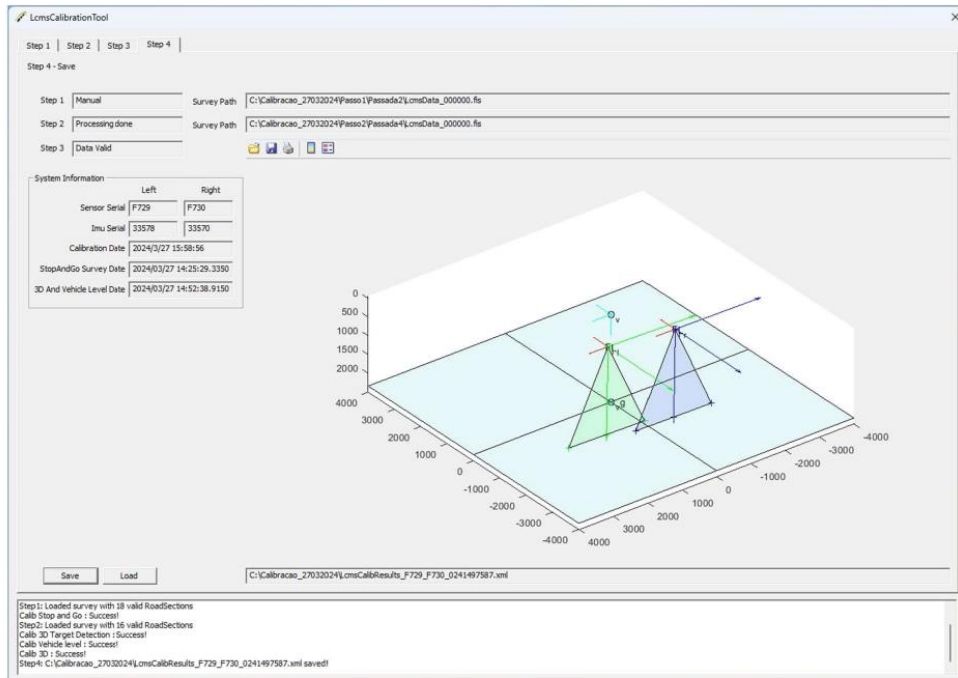 LcmsCalibrationTool
Step 1 Step 2 Step 3 Step 4
Step 4 - Save
Step 1 Manual Survey Path C:\Calibracao_27032024\Passo1\Passada2\LcmsData_000000.fis
Step 2 Processing done Survey Path C:\Calibracao_27032024\Passo2\Passada4\LcmsData_000000.fis
Step 3 Data Valid
System Information
Left Right
Sensor Serial F729 F730
Imu Serial 33578 33570
Calibration Date 2024/3/27 15:58:56
StopAndGo Survey Date 2024/03/27 14:25:29.3350
3D And Vehicle Level Date 2024/03/27 14:52:38.9150
0
500
1000
1500
2000
4000
3000
2000
1000
0
-1000
-2000
-3000
-4000
4000
3000
2000
1000
0
-1000
-2000
-3000
-4000
v
l
r
v g
Save Load C:\Calibracao_27032024\LcmsCalibResults_F729_F730_0241497587.xml
Step1: Loaded survey with 18 valid RoadSections
Calib Stop and Go : Success!
Step2: Loaded survey with 16 valid RoadSections
Calib 3D Target Detection : Success!
Calib Vehicle level : Success!
Calib 3D : Success!
Step4: C:\Calibracao_27032024\LcmsCalibResults_F729_F730_0241497587.xml saved!